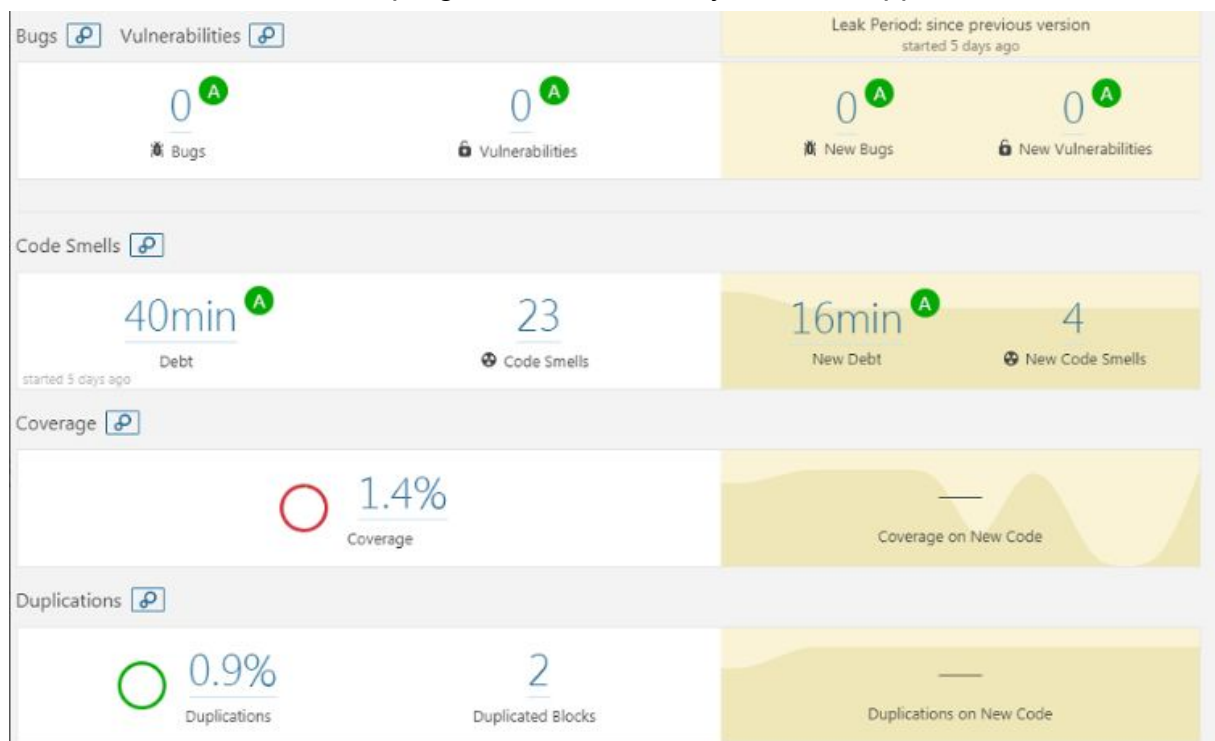 Bugs Vulnerabilities
Leak Period: since previous version
started 5 days ago
0 A
Bugs
0 A
Vulnerabilities
0 A
New Bugs
0 A
New Vulnerabilities
Code Smells
40min A
Debt
started 5 days ago
23
Code Smells
16min A
New Debt
4
New Code Smells
Coverage
1.4%
Coverage
—
Coverage on New Code
Duplications
0.9%
Duplications
2
Duplicated Blocks
—
Duplications on New Code